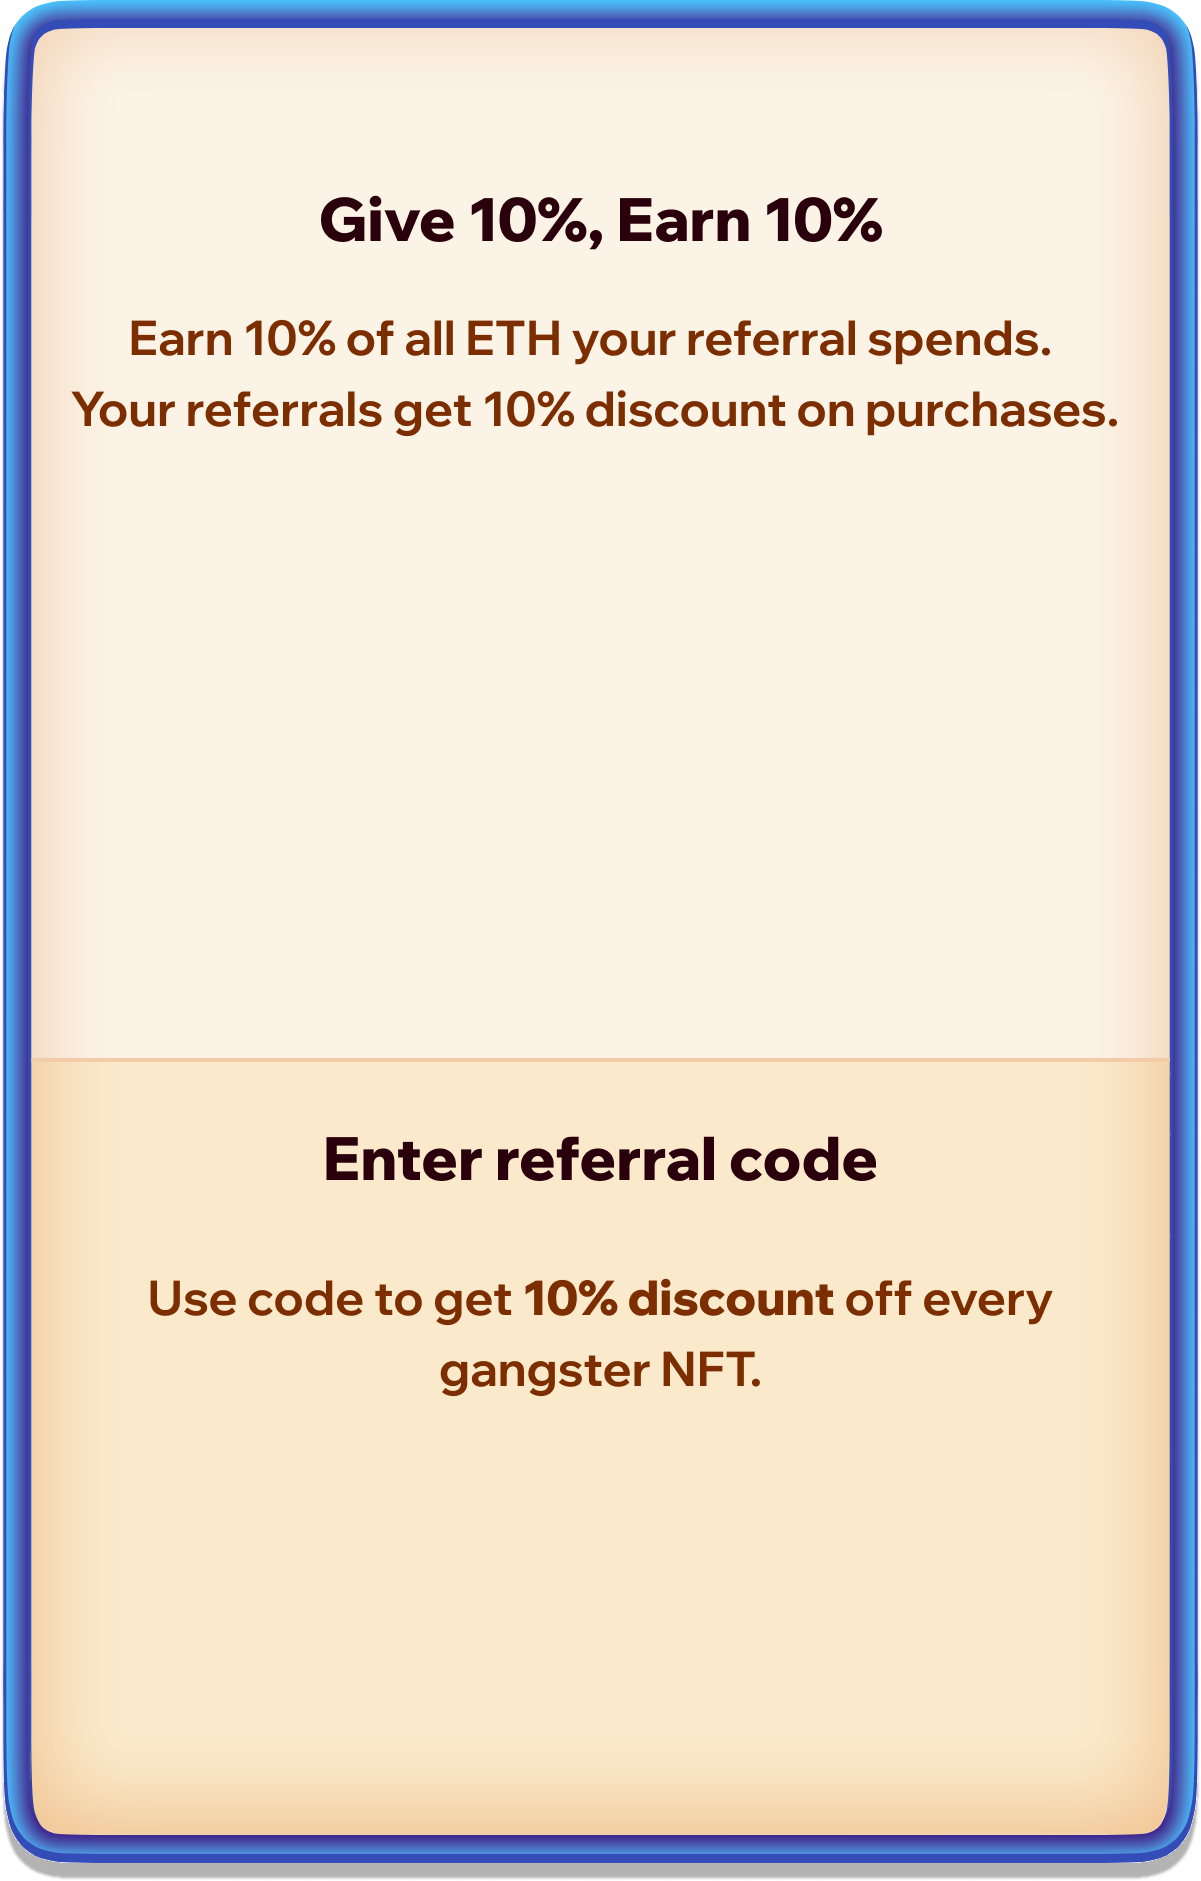 Give 10%, Earn 10%
Earn 10% of all ETH your referral spends.
Your referrals get 10% discount on purchases.
Enter referral code
Use code to get 10% discount off every
gangster NFT.